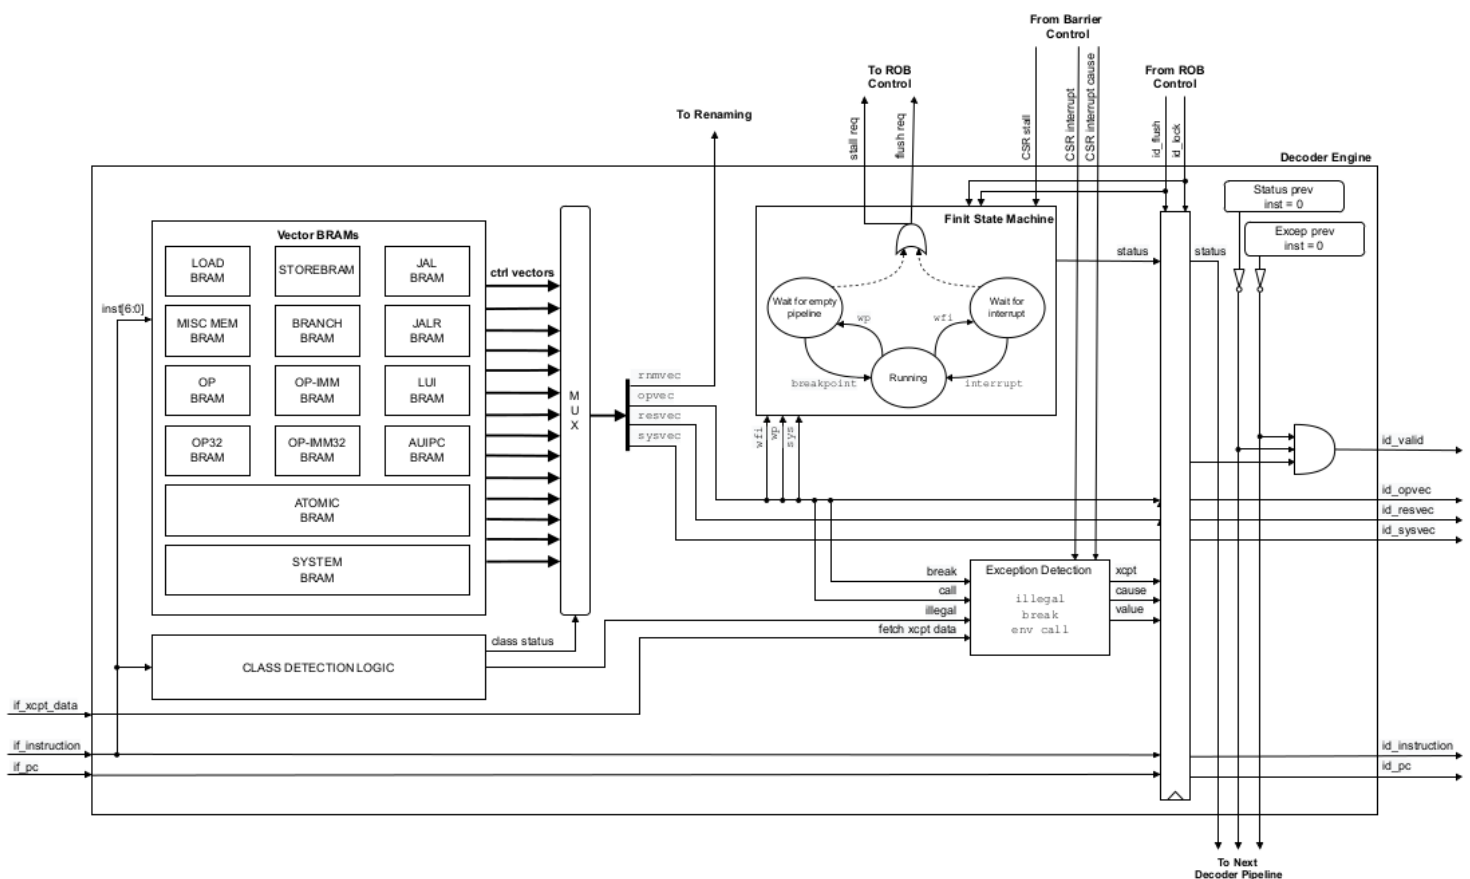 From Barrier
Control
To ROB
Control
From ROB
Control
To Renaming
stall req
flush req
CSR stall
CSR interrupt
CSR interrupt cause
id_flush
id_lock
Decoder Engine
Status prev
inst = 0
Excep prev
inst = 0
Vector BRAMs
LOAD
BRAM
STOREBRAM
JAL
BRAM
MISC MEM
BRAM
BRANCH
BRAM
JALR
BRAM
OP
BRAM
OP-IMM
BRAM
LUI
BRAM
OP32
BRAM
OP-IMM32
BRAM
AUIPC
BRAM
ATOMIC
BRAM
SYSTEM
BRAM
inst[6:0]
ctrl vectors
M
U
X
class status
CLASS DETECTION LOGIC
rnmvec
opvec
resvec
sysvec
Finit State Machine
Wait for empty
pipeline
Wait for
interrupt
wp
wfi
Running
breakpoint
interrupt
wfi
wp
sys
status
status
break
call
illegal
fetch xcpt data
Exception Detection
illegal
break
env call
xcpt
cause
value
id_valid
id_opvec
id_resvec
id_sysvec
if_xcpt_data
if_instruction
if_pc
id_instruction
id_pc
To Next
Decoder Pipeline